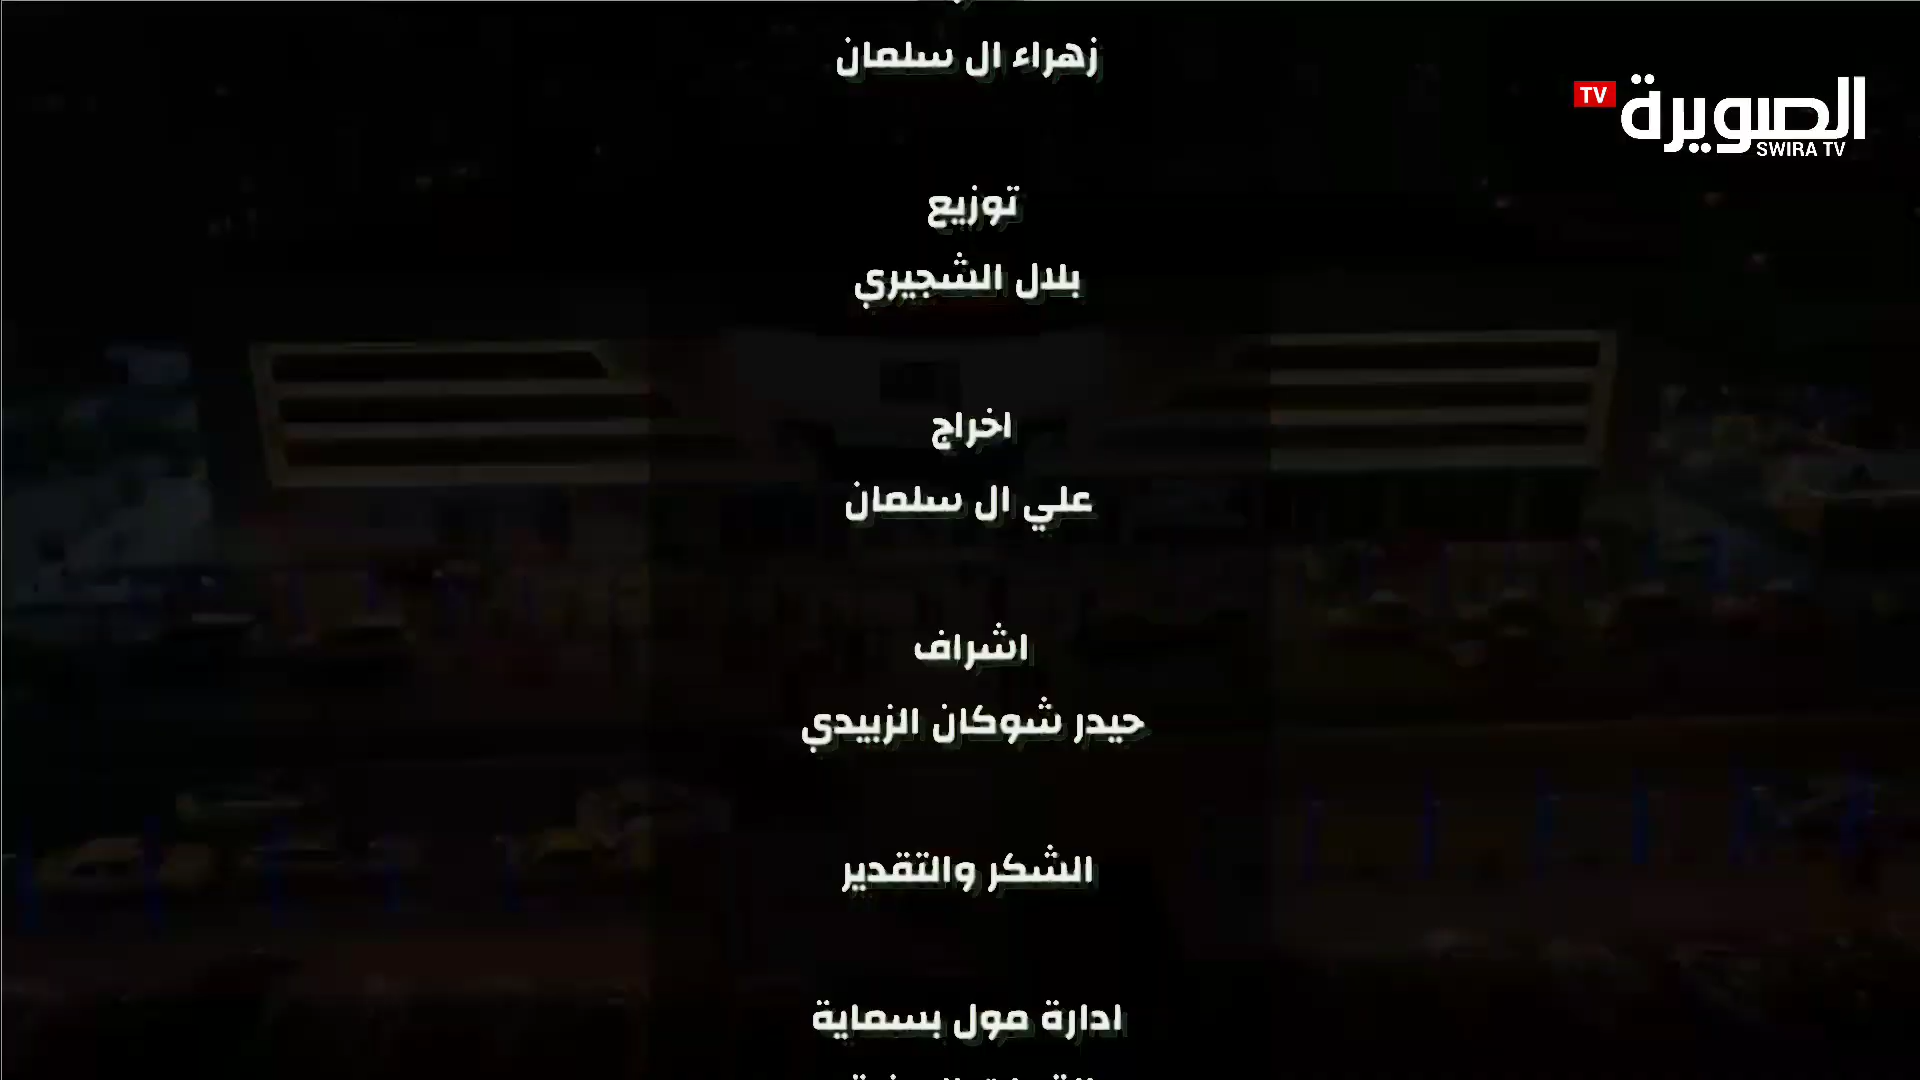 زهراء ال سلمان
TV
الصويرة
SWIRA TV
توزيع
بلال الشجيري
اخراج
علي ال سلمان
اشراف
حيدر شوكان الزبيدي
الشكر والتقدير
ادارة مول بسماية